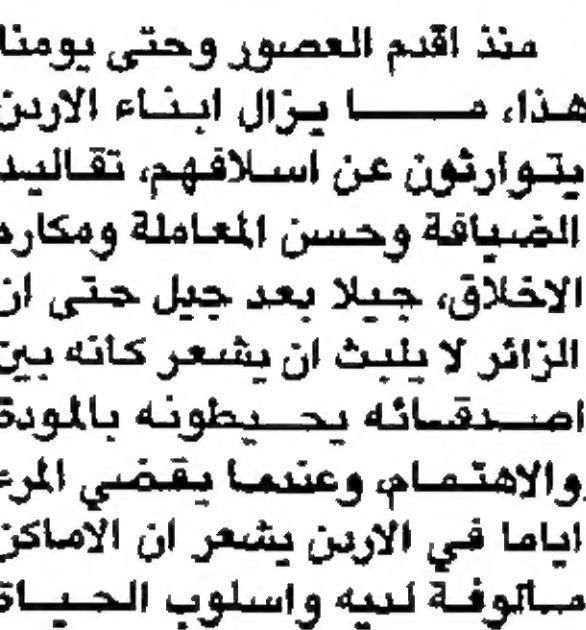 منذ اقدم العصور وحتى يومنا
هذا، ما يزال ابناء الاردن
يتوارثون عن اسلافهم، تقاليد
الضيافة وحسن المعاملة ومكارم
الاخلاق، جيلا بعد جيل حتى ان
الزائر لا يلبث ان يشعر كانه بين
اصدقائه يحيطونه بالمودة
والاهتمام، وعندما يقضي المرء
اياما في الاردن يشعر ان الاماكن
مالوفة لديه واسلوب الحياة